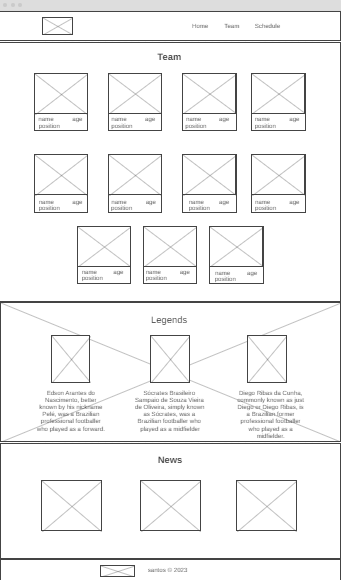 Home Team Schedule
Team
name age name age name age name age
position position position position
name age name age name age name age
position position position position
name age name age name age
position position position
Legends
Edson Arantes do
Nascimento, better
known by his nickname
Pelé, was a Brazilian
professional footballer
who played as a forward.
Sócrates Brasileiro
Sampaio de Souza Vieira
de Oliveira, simply known
as Sócrates, was a
Brazilian footballer who
played as a midfielder
Diego Ribas da Cunha,
commonly known as just
Diego or Diego Ribas, is
a Brazilian former
professional footballer
who played as a
midfielder.
News
santos © 2023